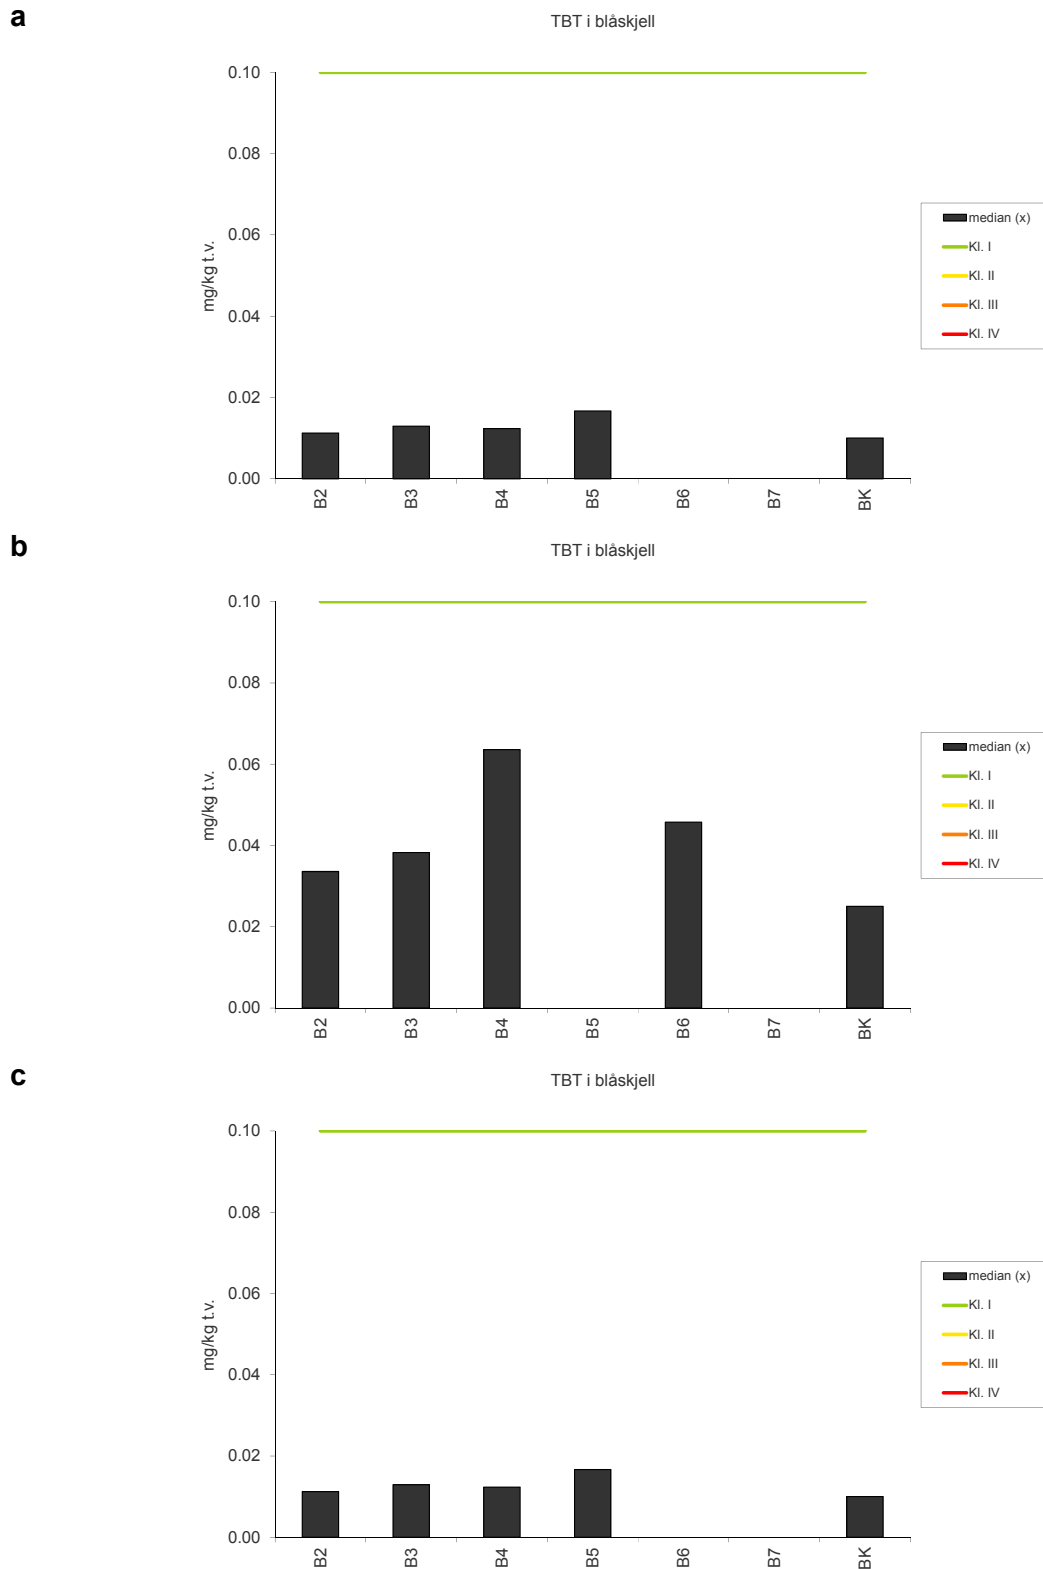 a
TBT i blåskjell
0.10
0.08
0.06
0.04
0.02
0.00
mg/kg t.v.
B2
B3
B4
B5
B6
B7
BK
median (x)
Kl. I
Kl. II
Kl. III
Kl. IV
b
TBT i blåskjell
0.10
0.08
0.06
0.04
0.02
0.00
mg/kg t.v.
B2
B3
B4
B5
B6
B7
BK
median (x)
Kl. I
Kl. II
Kl. III
Kl. IV
c
TBT i blåskjell
0.10
0.08
0.06
0.04
0.02
0.00
mg/kg t.v.
B2
B3
B4
B5
B6
B7
BK
median (x)
Kl. I
Kl. II
Kl. III
Kl. IV